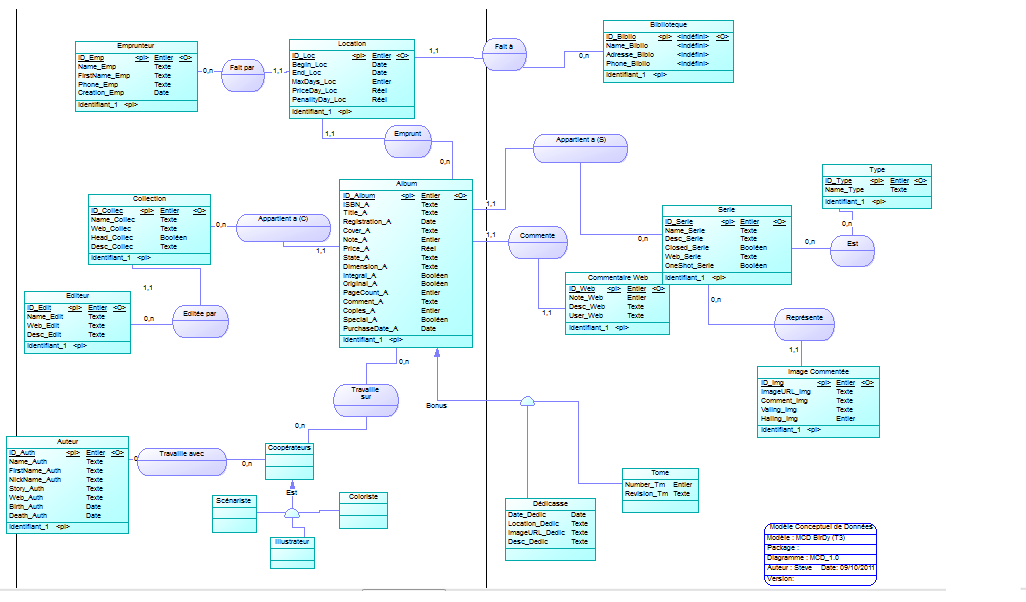 Emprunteur
ID_Emp <pi> Entier <O>
Name_Emp Texte
FirstName_Emp Texte
Phone_Emp Texte
Creation_Emp Date
Identifiant_1 <pi>
0,n
Fait par
1,1
Location
ID_Loc <pi> Entier <O>
Begin_Loc Date
End_Loc Date
MaxDays_Loc Entier
PriceDay_Loc Réel
PenalityDay_Loc Réel
Identifiant_1 <pi>
1,1
Fait à
0,n
Biblioteque
ID_Biblio <pi> <indéfini> <O>
Name_Biblio <indéfini>
Adresse_Biblio <indéfini>
Phone_Biblio <indéfini>
Identifiant_1 <pi>
1,1
Emprunt
0,n
Appartient a (S)
1,1
0,n
Type
ID_Type <pi> Entier <O>
Name_Type Texte
Identifiant_1 <pi>
0,n
Est
0,n
Collection
ID_Collec <pi> Entier <O>
Name_Collec Texte
Web_Collec Texte
Head_Collec Booléen
Desc_Collec Texte
Identifiant_1 <pi>
0,n
Appartient a (C)
1,1
Album
ID_Album <pi> Entier <O>
ISBN_A Texte
Title_A Texte
Registration_A Date
Cover_A Texte
Note_A Entier
Price_A Réel
State_A Texte
Dimension_A Texte
Integral_A Booléen
Original_A Booléen
PageCount_A Entier
Comment_A Texte
Copies_A Entier
Special_A Booléen
PurchaseDate_A Date
Identifiant_1 <pi>
1,1
Commente
1,1
Serie
ID_Serie <pi> Entier <O>
Name_Serie Texte
Desc_Serie Texte
Closed_Serie Booléen
Web_Serie Texte
OneShot_Serie Booléen
Identifiant_1 <pi>
Commentaire Web
ID_Web <pi> Entier <O>
Note_Web Entier
Desc_Web Texte
User_Web Texte
Identifiant_1 <pi>
0,n
Représente
1,1
1,1
Editée par
0,n
Editeur
ID_Edit <pi> Entier <O>
Name_Edit Texte
Web_Edit Texte
Desc_Edit Texte
Identifiant_1 <pi>
Image Commentée
ID_Img <pi> Entier <O>
ImageURL_Img Texte
Comment_Img Texte
Valing_Img Texte
Haling_Img Entier
Identifiant_1 <pi>
0,n
Travaille
sur
0,n
Bonus
Auteur
ID_Auth <pi> Entier <O>
Name_Auth Texte
FirstName_Auth Texte
NickName_Auth Texte
Story_Auth Texte
Web_Auth Texte
Birth_Auth Date
Death_Auth Date
Identifiant_1 <pi>
Travaille avec
0,n
Coopérateurs
Est
Scénariste
Coloriste
Illustrateur
Tome
Number_Tm Entier
Revision_Tm Texte
Dédicasse
Date_Dedic Date
Location_Dedic Texte
ImageURL_Dedic Texte
Desc_Dedic Texte
Modèle Conceptuel de Données
Modèle : MCD BirDy (T3)
Package :
Diagramme : MCD_1.0
Auteur : Steve Date: 09/10/2011
Version: